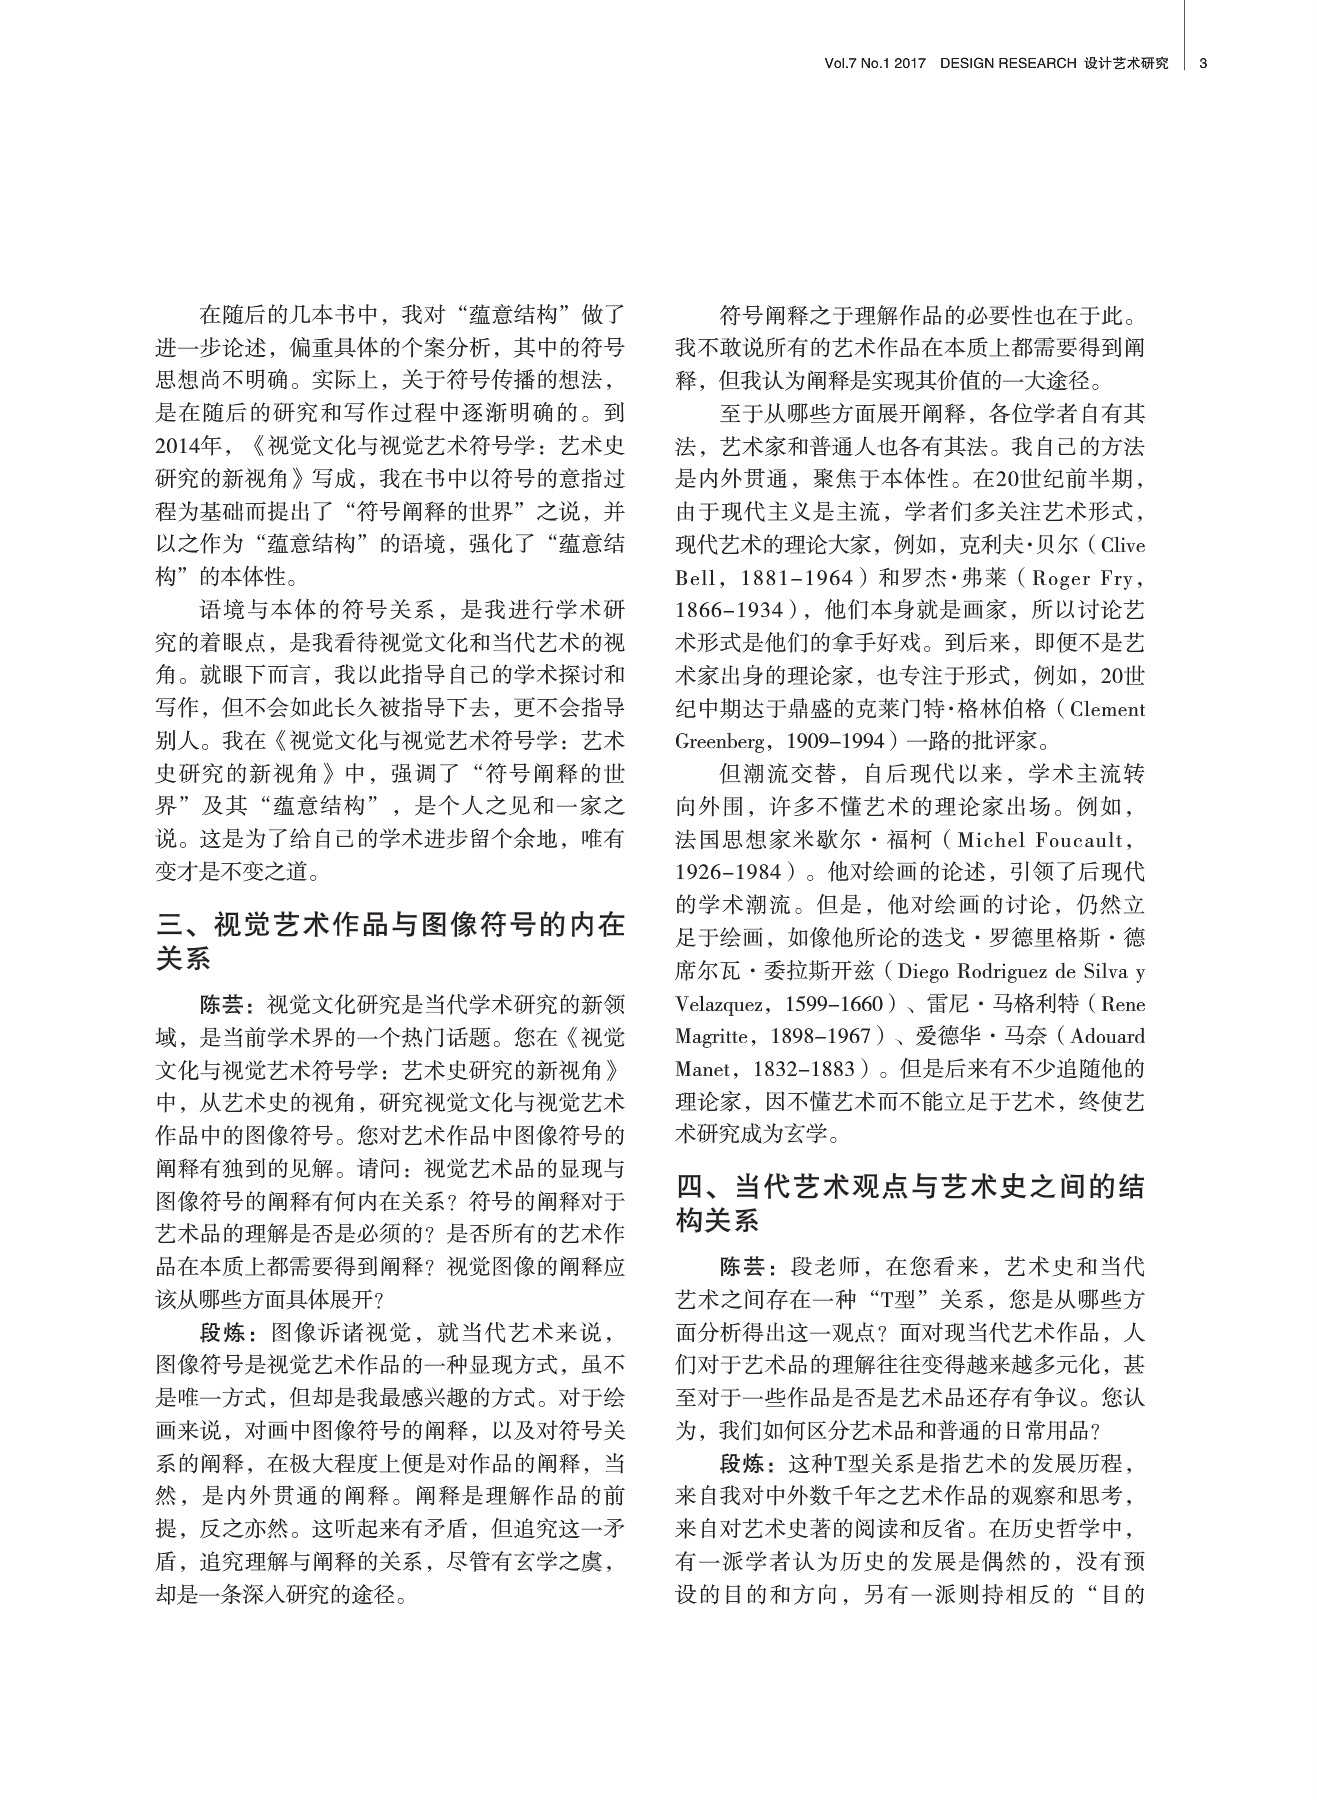 Vol.7 No.1 2017 DESIGN RESEARCH 设计艺术研究 3
在随后的几本书中，我对“蕴意结构”做了
进一步论述，偏重具体的个案分析，其中的符号
思想尚不明确。实际上，关于符号传播的想法，
是在随后的研究和写作过程中逐渐明确的。到
2014年，《视觉文化与视觉艺术符号学：艺术史
研究的新视角》写成，我在书中以符号的意指过
程为基础而提出了“符号阐释的世界”之说，并
以之作为“蕴意结构”的语境，强化了“蕴意结
构”的本体性。
语境与本体的符号关系，是我进行学术研
究的着眼点，是我看待视觉文化和当代艺术的视
角。就眼下而言，我以此指导自己的学术探讨和
写作，但不会如此长久被指导下去，更不会指导
别人。我在《视觉文化与视觉艺术符号学：艺术
史研究的新视角》中，强调了“符号阐释的世
界”及其“蕴意结构”，是个人之见和一家之
说。这是为了给自己的学术进步留个余地，唯有
变才是不变之道。
三、视觉艺术作品与图像符号的内在
关系
陈芸：视觉文化研究是当代学术研究的新领
域，是当前学术界的一个热门话题。您在《视觉
文化与视觉艺术符号学：艺术史研究的新视角》
中，从艺术史的视角，研究视觉文化与视觉艺术
作品中的图像符号。您对艺术作品中图像符号的
阐释有独到的见解。请问：视觉艺术品的显现与
图像符号的阐释有何内在关系？符号的阐释对于
艺术品的理解是否是必须的？是否所有的艺术作
品在本质上都需要得到阐释？视觉图像的阐释应
该从哪些方面具体展开？
段炼：图像诉诸视觉，就当代艺术来说，
图像符号是视觉艺术作品的一种显现方式，虽不
是唯一方式，但却是我最感兴趣的方式。对于绘
画来说，对画中图像符号的阐释，以及对符号关
系的阐释，在极大程度上便是对作品的阐释，当
然，是内外贯通的阐释。阐释是理解作品的前
提，反之亦然。这听起来有矛盾，但追究这一矛
盾，追究理解与阐释的关系，尽管有玄学之虞，
却是一条深入研究的途径。
符号阐释之于理解作品的必要性也在于此。
我不敢说所有的艺术作品在本质上都需要得到阐
释，但我认为阐释是实现其价值的一大途径。
至于从哪些方面展开阐释，各位学者自有其
法，艺术家和普通人也各有其法。我自己的方法
是内外贯通，聚焦于本体性。在20世纪前半期，
由于现代主义是主流，学者们多关注艺术形式，
现代艺术的理论大家，例如，克利夫·贝尔（Clive
Bell，1881–1964）和罗杰·弗莱（Roger Fry，
1866–1934），他们本身就是画家，所以讨论艺
术形式是他们的拿手好戏。到后来，即便不是艺
术家出身的理论家，也专注于形式，例如，20世
纪中期达于鼎盛的克莱门特·格林伯格（Clement
Greenberg，1909–1994）一路的批评家。
但潮流交替，自后现代以来，学术主流转
向外围，许多不懂艺术的理论家出场。例如，
法国思想家米歇尔·福柯（Michel Foucault，
1926–1984）。他对绘画的论述，引领了后现代
的学术潮流。但是，他对绘画的讨论，仍然立
足于绘画，如像他所论的迭戈·罗德里格斯·德
席尔瓦·委拉斯开兹（Diego Rodriguez de Silva y
Velazquez，1599–1660）、雷尼·马格利特（Rene
Magritte，1898–1967）、爱德华·马奈（Adouard
Manet，1832–1883）。但是后来有不少追随他的
理论家，因不懂艺术而不能立足于艺术，终使艺
术研究成为玄学。
四、当代艺术观点与艺术史之间的结
构关系
陈芸：段老师，在您看来，艺术史和当代
艺术之间存在一种“T型”关系，您是从哪些方
面分析得出这一观点？面对现当代艺术作品，人
们对于艺术品的理解往往变得越来越多元化，甚
至对于一些作品是否是艺术品还存有争议。您认
为，我们如何区分艺术品和普通的日常用品？
段炼：这种T型关系是指艺术的发展历程，
来自我对中外数千年之艺术作品的观察和思考，
来自对艺术史著的阅读和反省。在历史哲学中，
有一派学者认为历史的发展是偶然的，没有预
设的目的和方向，另有一派则持相反的“目的